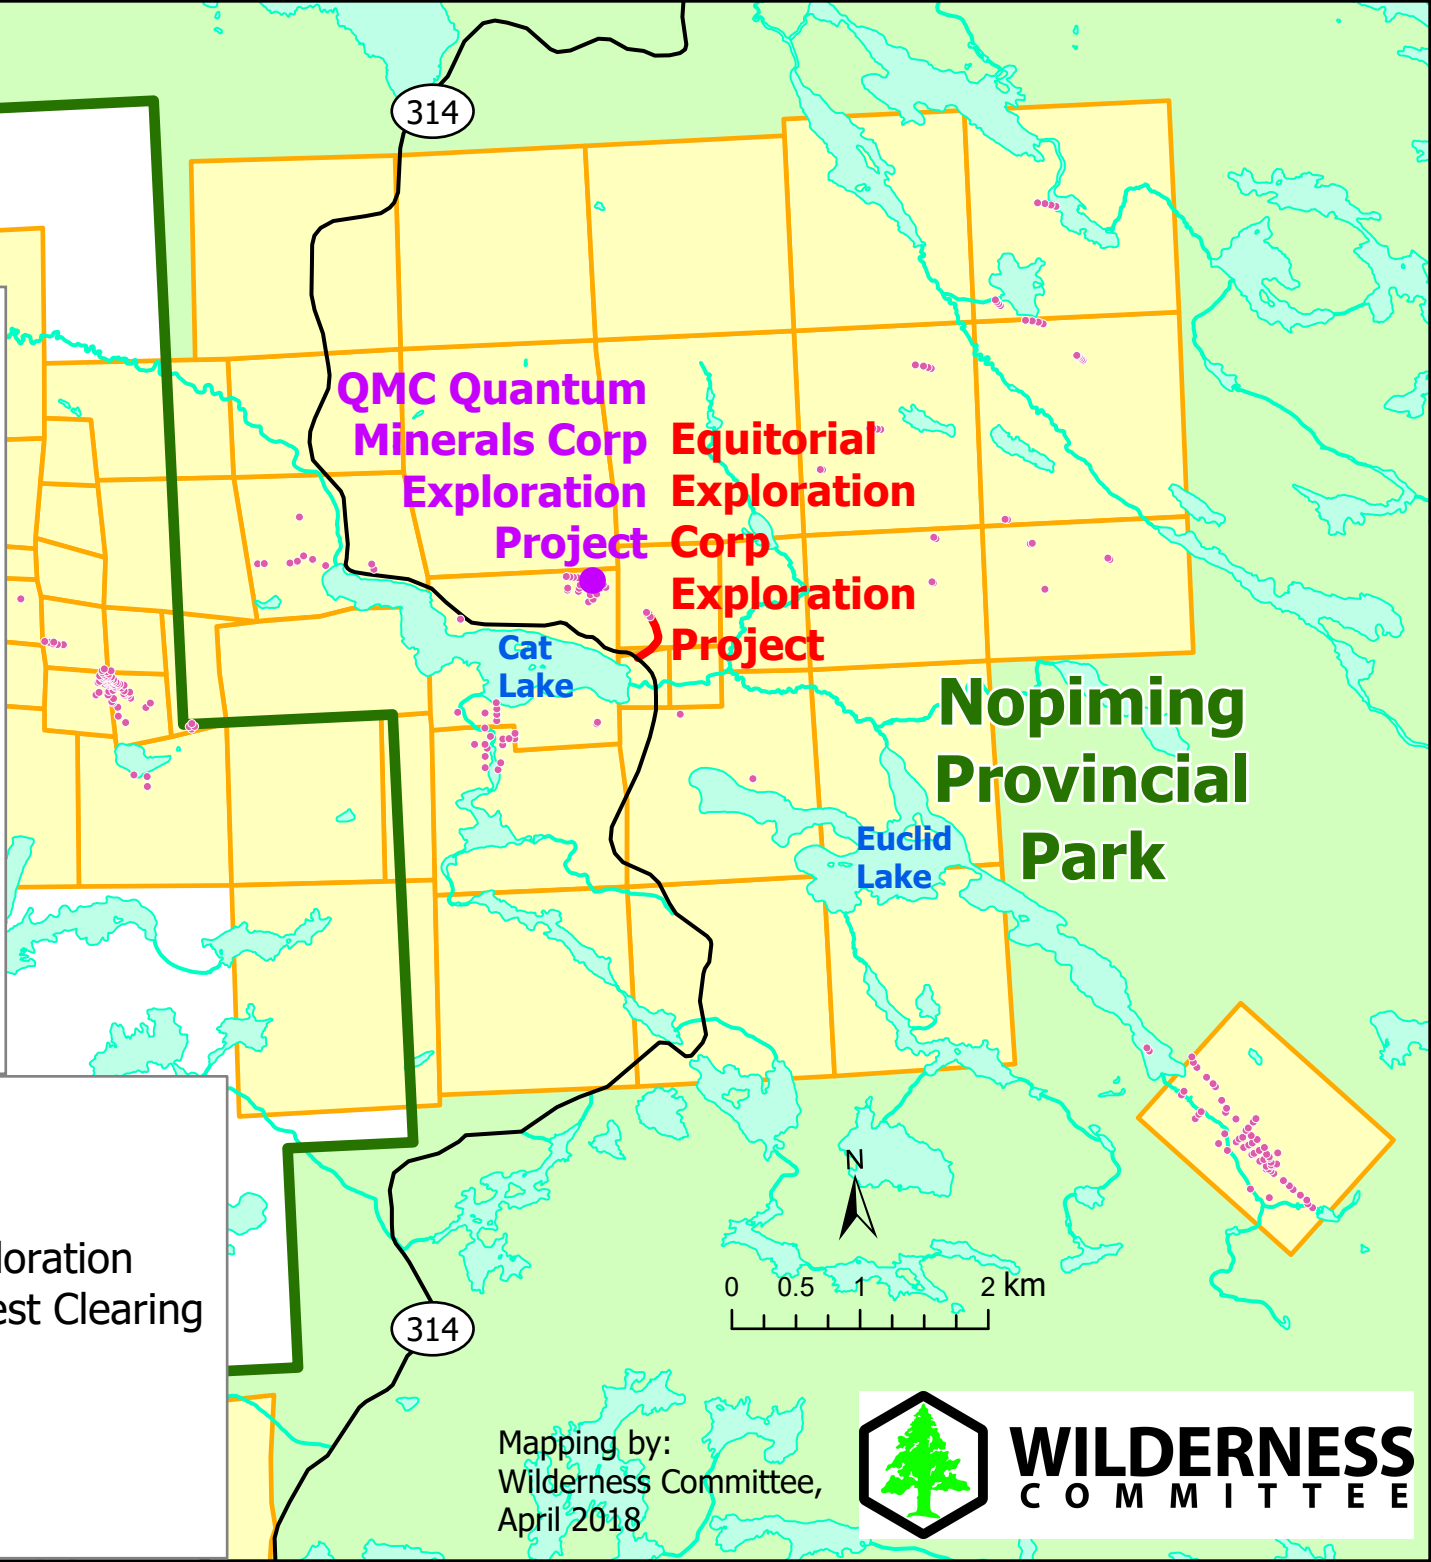 314
QMC Quantum
Minerals Corp
Exploration
Project
Equitorial
Exploration
Corp
Exploration
Project
Cat
Lake
Nopiming
Provincial
Park
Euclid
Lake
N
0 0.5 1 2 km
loration
est Clearing
314
Mapping by:
Wilderness Committee,
April 2018
WILDERNESS
COMMITTEE